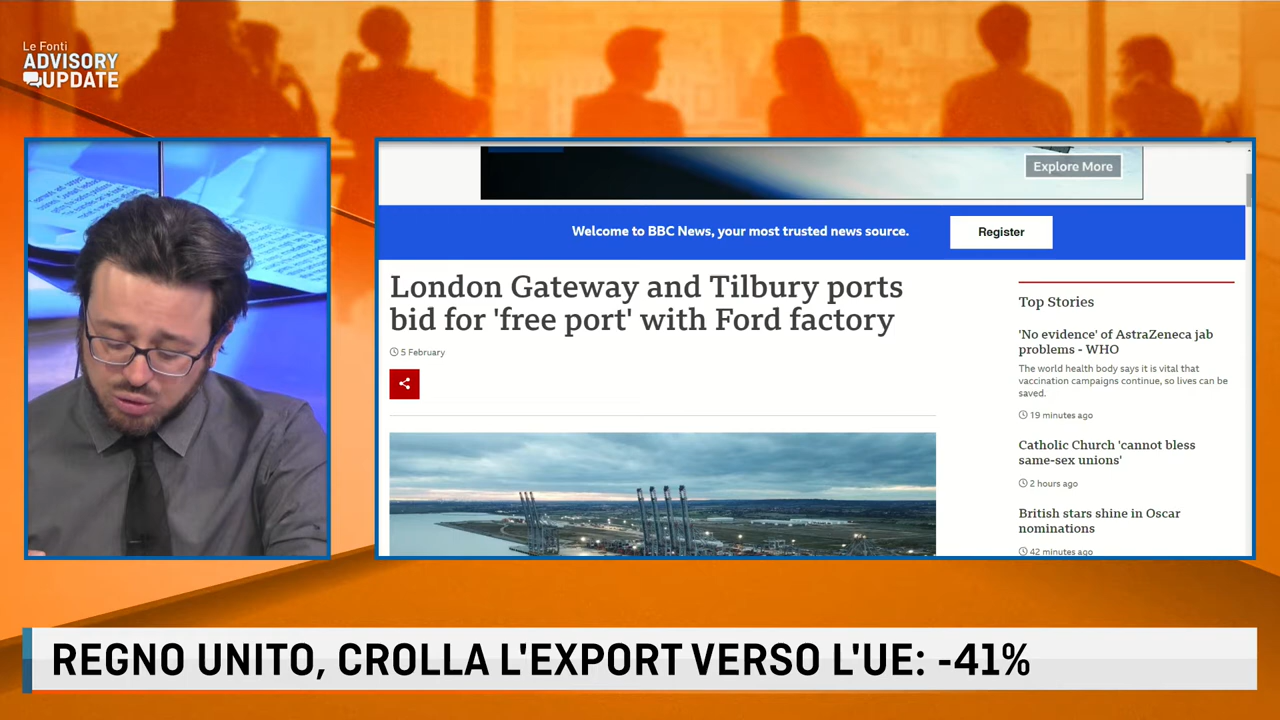 Le Fonti
ADVISORY
UPDATE
Explore More
Welcome to BBC News, your most trusted news source.
Register
London Gateway and Tilbury ports
bid for 'free port' with Ford factory
5 February
Top Stories
'No evidence' of AstraZeneca jab
problems - WHO
The world health body says it is vital that
vaccination campaigns continue, so lives can be
saved.
19 minutes ago
Catholic Church 'cannot bless
same-sex unions'
2 hours ago
British stars shine in Oscar
nominations
42 minutes ago
REGNO UNITO, CROLLA L'EXPORT VERSO L'UE: -41%